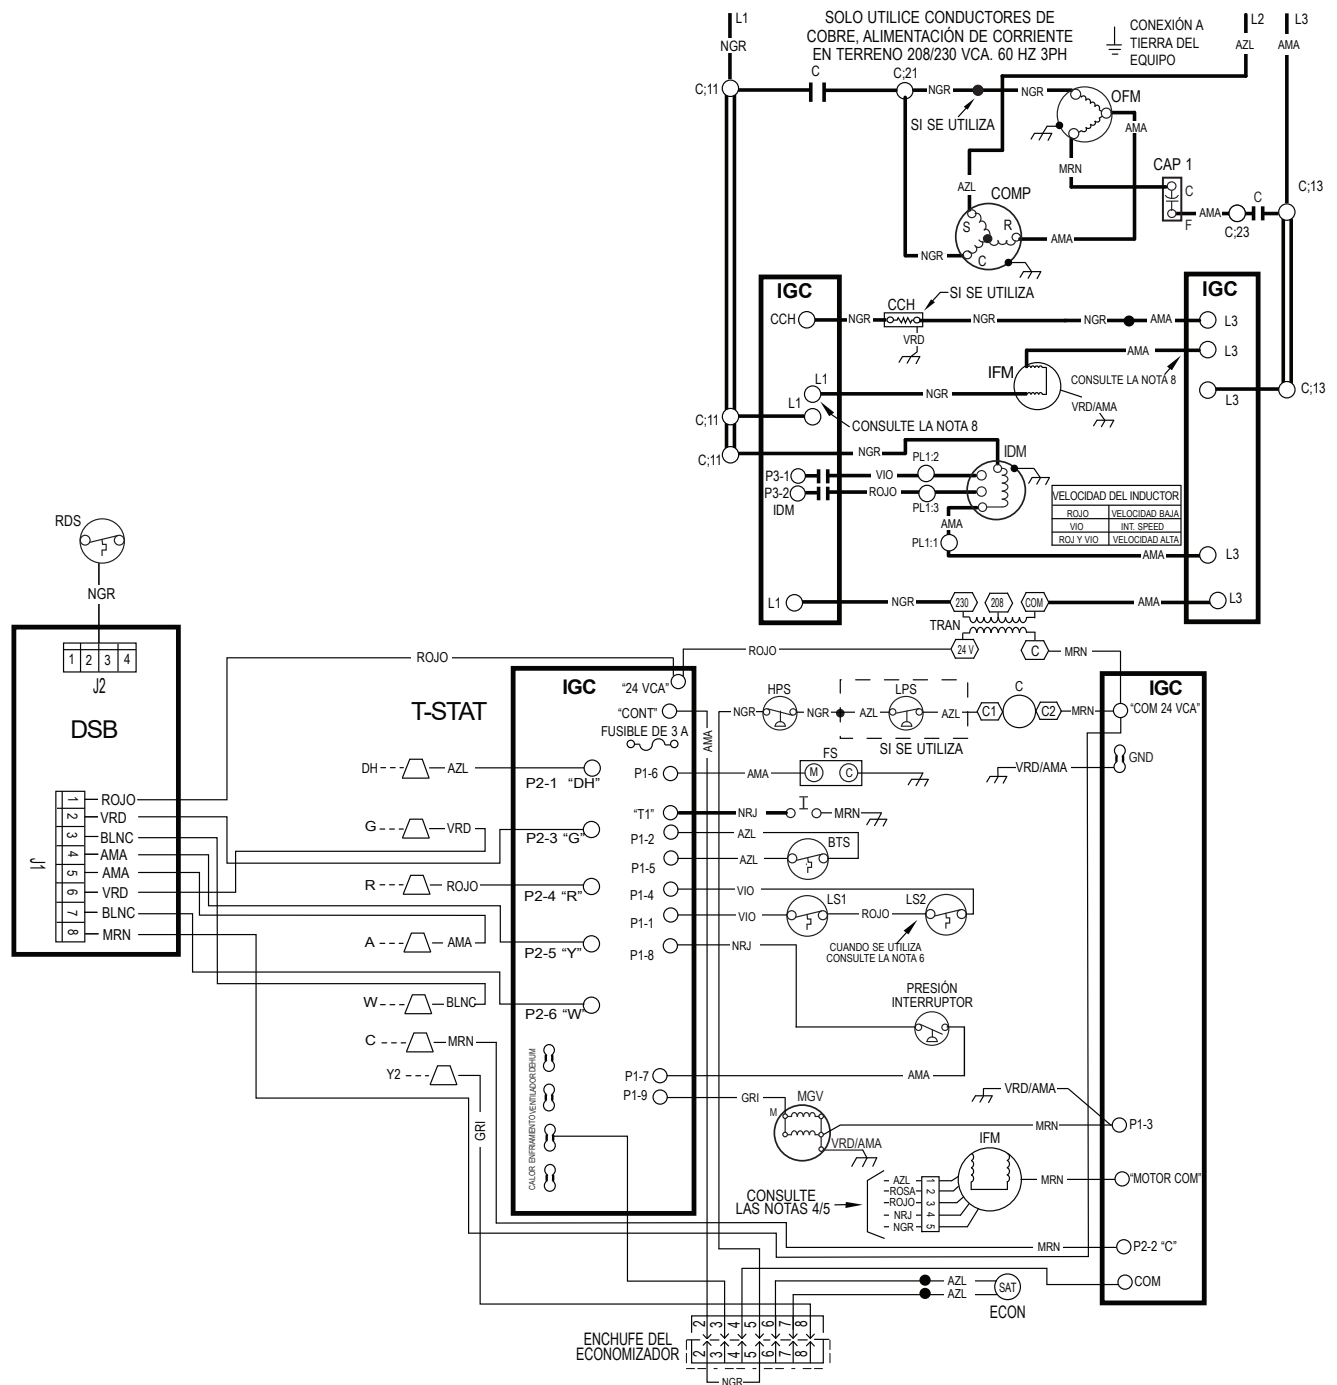 L1
SOLO UTILICE CONDUCTORES DE
COBRE, ALIMENTACIÓN DE CORRIENTE
EN TERRENO 208/230 VCA. 60 HZ 3PH
CONEXIÓN A
TIERRA DEL
EQUIPO
L2
L3
NGR
AZL
AMA
C
C;21
C;11
NGR
NGR
OFM
SI SE UTILIZA
AMA
MRN
CAP 1
C
F
AMA
C
C;23
C;13
AZL
COMP
S
R
C
AMA
NGR
IGC
IGC
SI SE UTILIZA
CCH
CCH
NGR
NGR
NGR
AMA
L3
VRD
AMA
L3
IFM
CONSULTE LA NOTA 8
L1
NGR
L3
C;13
VRD/AMA
L1
C;11
CONSULTE LA NOTA 8
C;11
NGR
IDM
P3-1
VIO
PL1:2
P3-2
ROJO
PL1:3
IDM
VELOCIDAD DEL INDUCTOR
ROJO VELOCIDAD BAJA
VIO INT. SPEED
ROJ Y VIO VELOCIDAD ALTA
AMA
PL1:1
AMA
L3
L1
NGR
230
208
COM
AMA
L3
TRAN
24 V
C
MRN
ROJO
RDS
NGR
1 2 3 4
J2
DSB
ROJO
T-STAT
IGC
"24 VCA"
"CONT"
FUSIBLE DE 3 A
AMA
HPS
NGR
NGR
LPS
AZL
AZL
SI SE UTILIZA
C
C1
C2
MRN
IGC
"COM 24 VCA"
GND
VRD/AMA
DH
AZL
P2-1 "DH"
P1-6
AMA
FS
M
C
J1
1 ROJO
2 VRD
3 BLNC
4 AMA
5 AMA
6 VRD
7 BLNC
8 MRN
G
VRD
P2-3 "G"
"T1"
NRJ
MRN
P1-2
AZL
BTS
P1-5
AZL
R
ROJO
P2-4 "R"
P1-4
VIO
P1-1
VIO
LS1
ROJO
LS2
CUANDO SE UTILIZA
CONSULTE LA NOTA 6
A
AMA
P2-5 "Y"
P1-8
NRJ
W
BLNC
P2-6 "W"
PRESIÓN
INTERRUPTOR
C
MRN
Y2
GRI
P1-7
AMA
P1-9
GRI
MGV
M
VRD/AMA
CALOR ENFRIAMIENTO VENTILADOR DEHUM
VRD/AMA
MRN
P1-3
IFM
MRN
"MOTOR COM"
CONSULTE
LAS NOTAS 4/5
AZL 1
ROSA 2
ROJO 3
NRJ 4
NGR 5
MRN
P2-2 "C"
COM
AZL
AZL
SAT
ECON
ENCHUFE DEL
ECONOMIZADOR
2 3 4 5 6 7 8
2 3 4 5 6 7 8
NGR